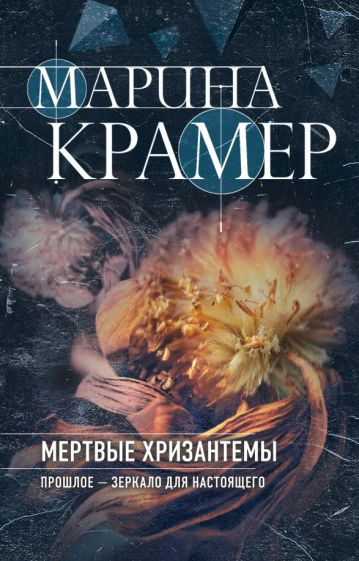 МАРИНА
КРАМЕР
МЕРТВЫЕ ХРИЗАНТЕМЫ
ПРОШЛОЕ — ЗЕРКАЛО ДЛЯ НАСТОЯЩЕГО